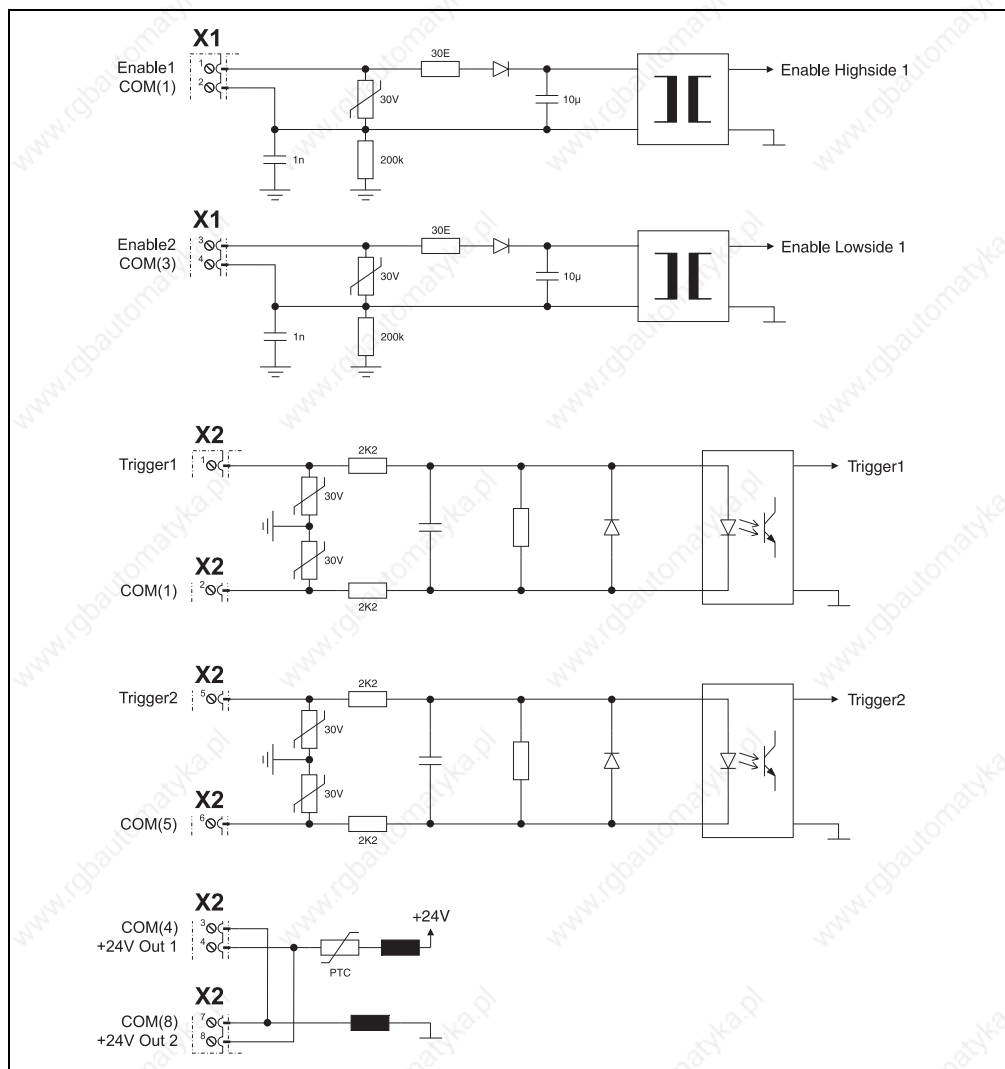 X1
30E
Enable1
1
Enable Highside 1
COM(1)
2
30V
10µ
1n
200k
X1
30E
Enable2
3
Enable Lowside 1
COM(3)
4
30V
10µ
1n
200k
X2
2K2
Trigger1
1
Trigger1
30V
X2
30V
COM(1)
2
2K2
X2
2K2
Trigger2
5
Trigger2
30V
X2
30V
COM(5)
6
2K2
X2
+24V
COM(4)
3
+24V Out 1
4
PTC
X2
COM(8)
7
+24V Out 2
8
www.rgbautomatyka.pl